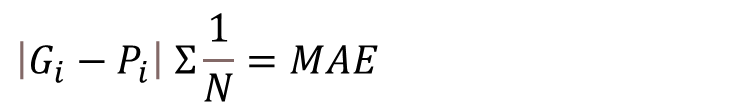 |G_i − P_i| Σ 1/N = MAE